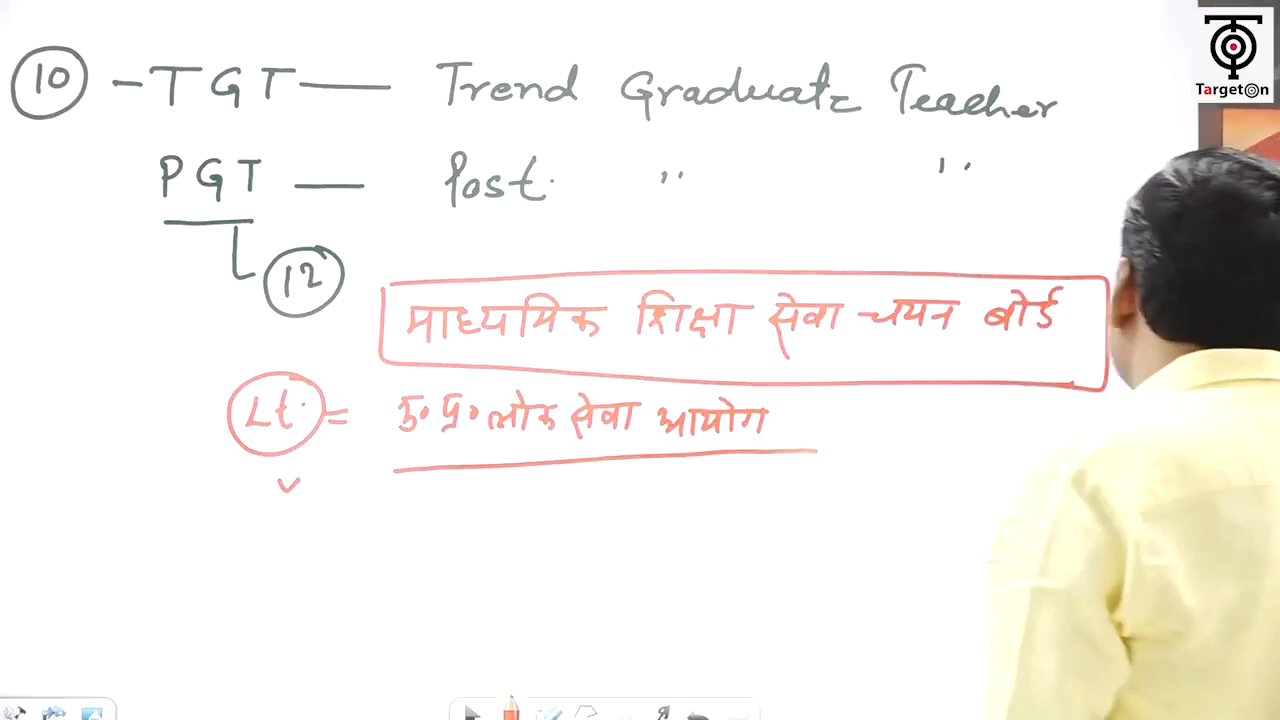 10 - TGT — Trend Graduate Teacher
PGT — Post. '' ''
12
माध्यमिक शिक्षा सेवा चयन बोर्ड
Lt. = उ० प्र० लोक सेवा आयोग
TargetOn